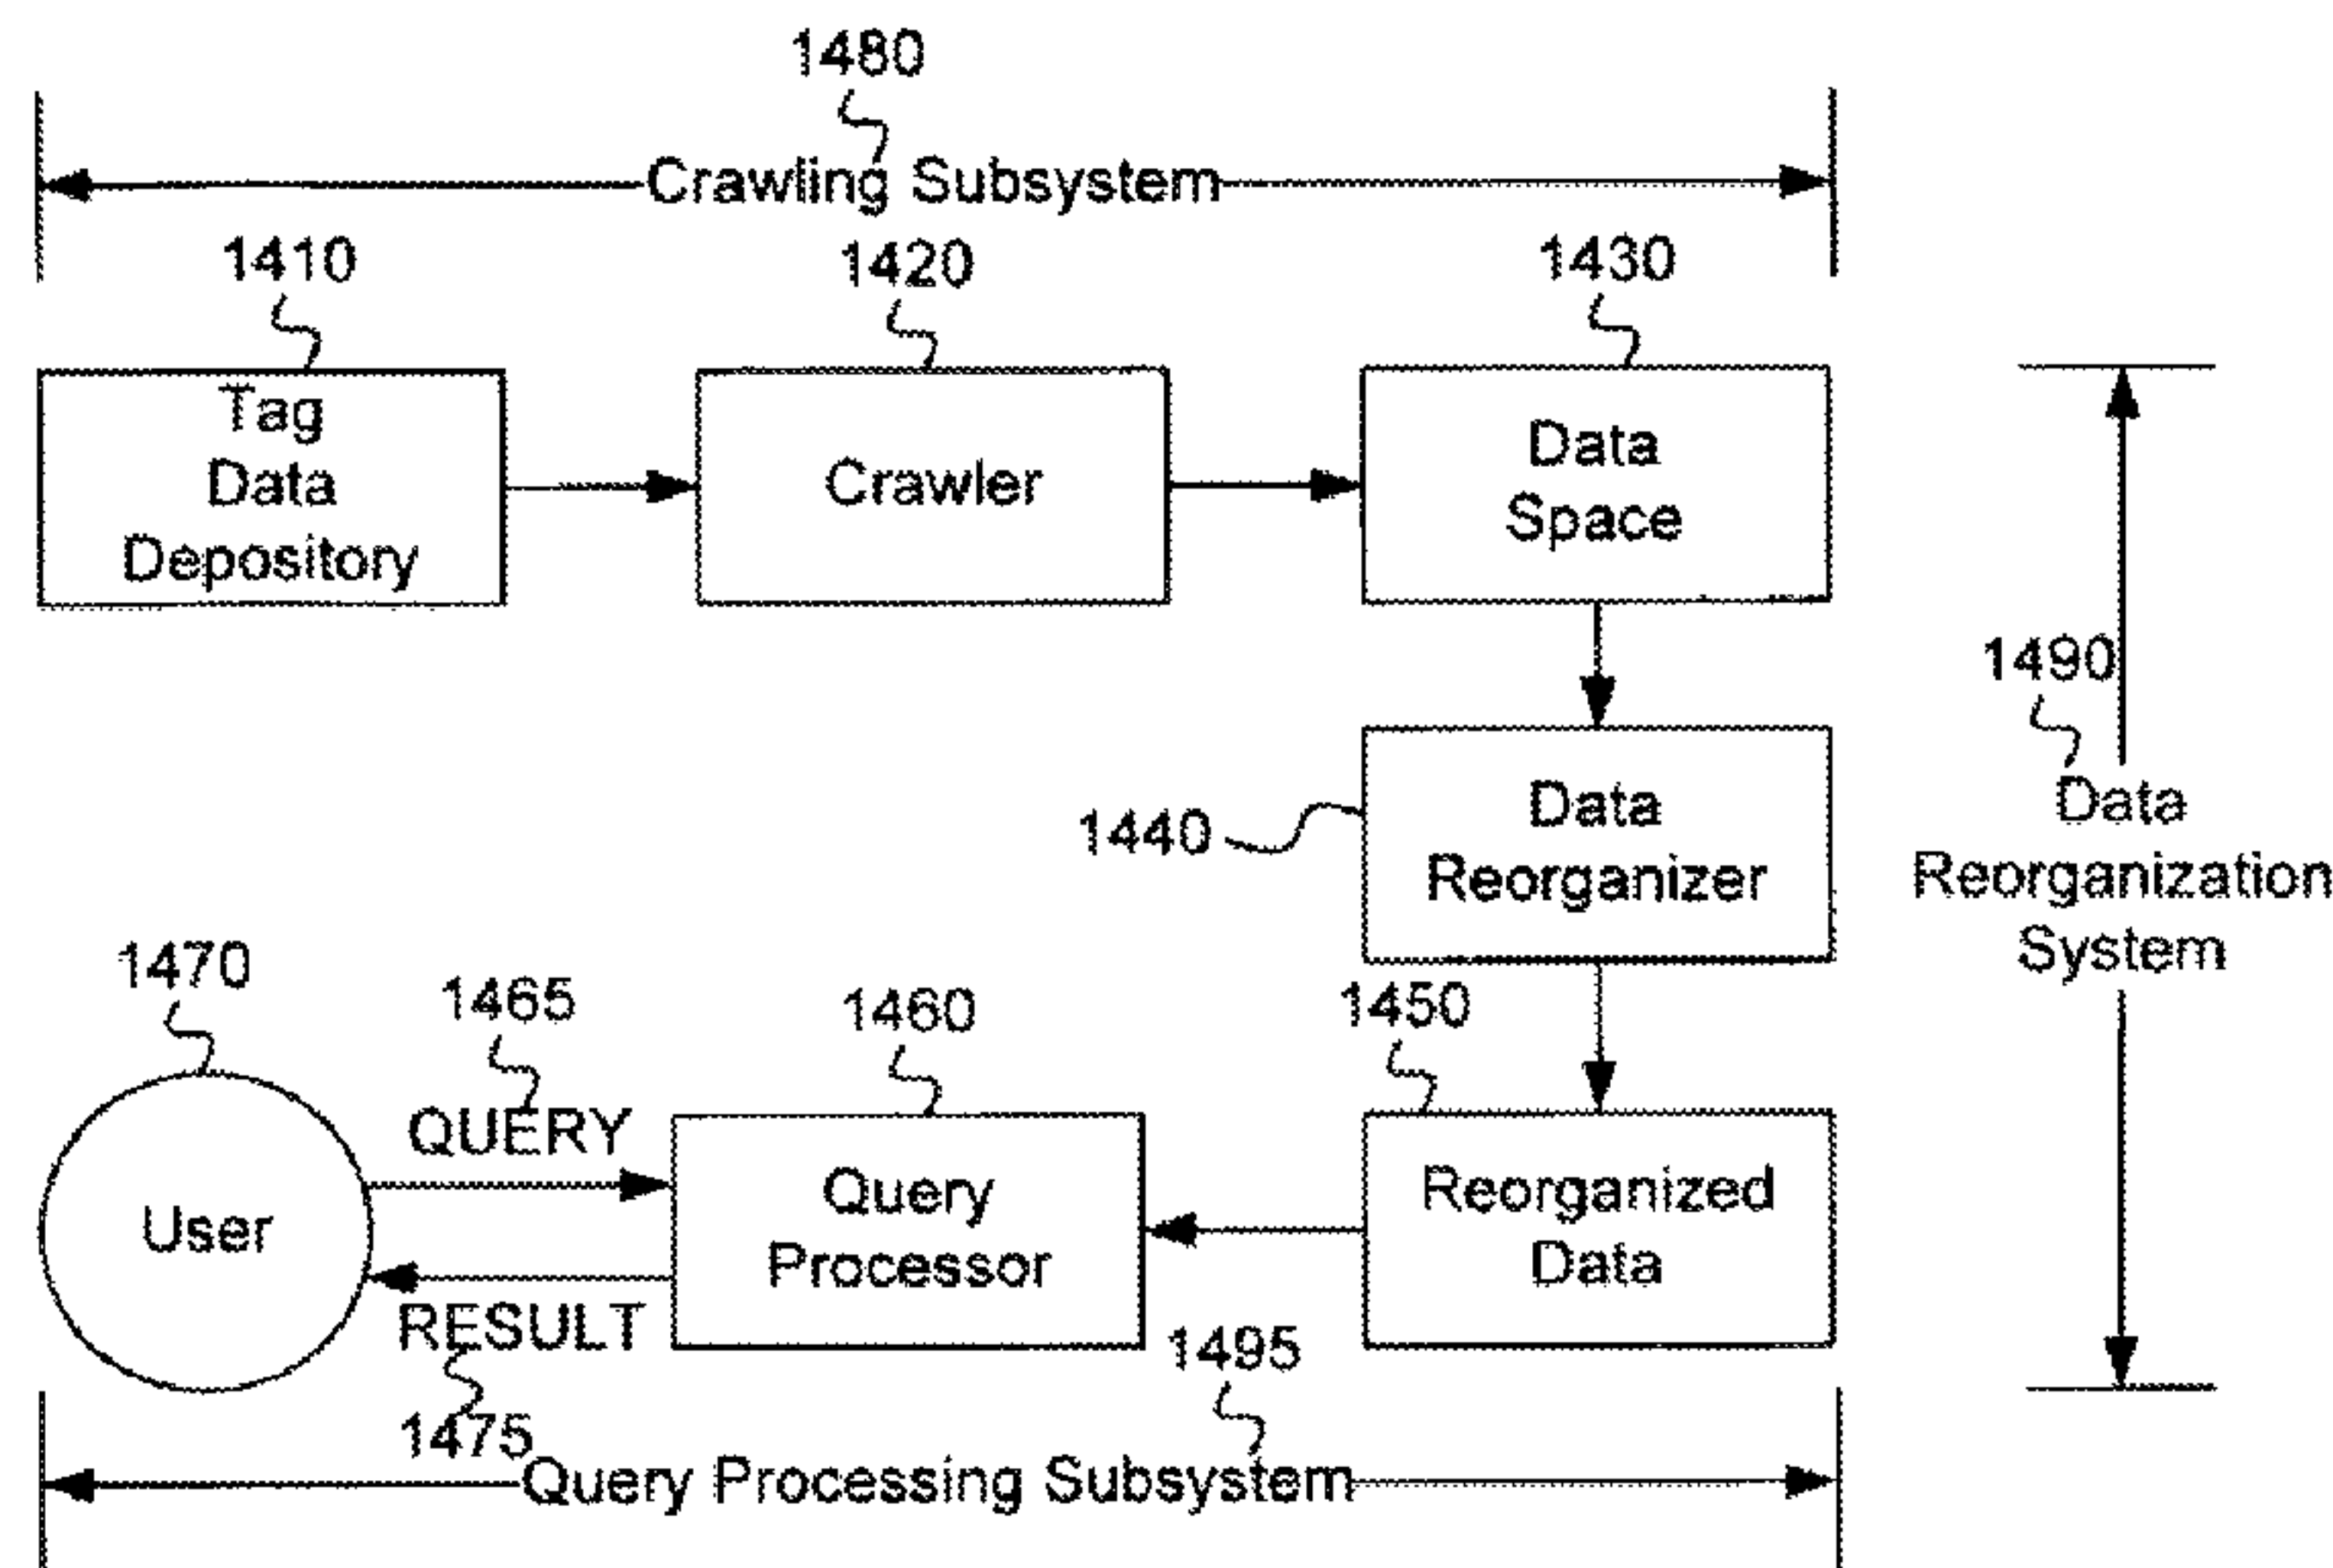 1480
Crawling Subsystem
1410
1420
1430
Tag
Data
Depository
Crawler
Data
Space
1490
Data
Reorganization
System
1440
Data
Reorganizer
1470
1465
1460
1450
QUERY
User
Query
Processor
Reorganized
Data
RESULT
1475
1495
Query Processing Subsystem